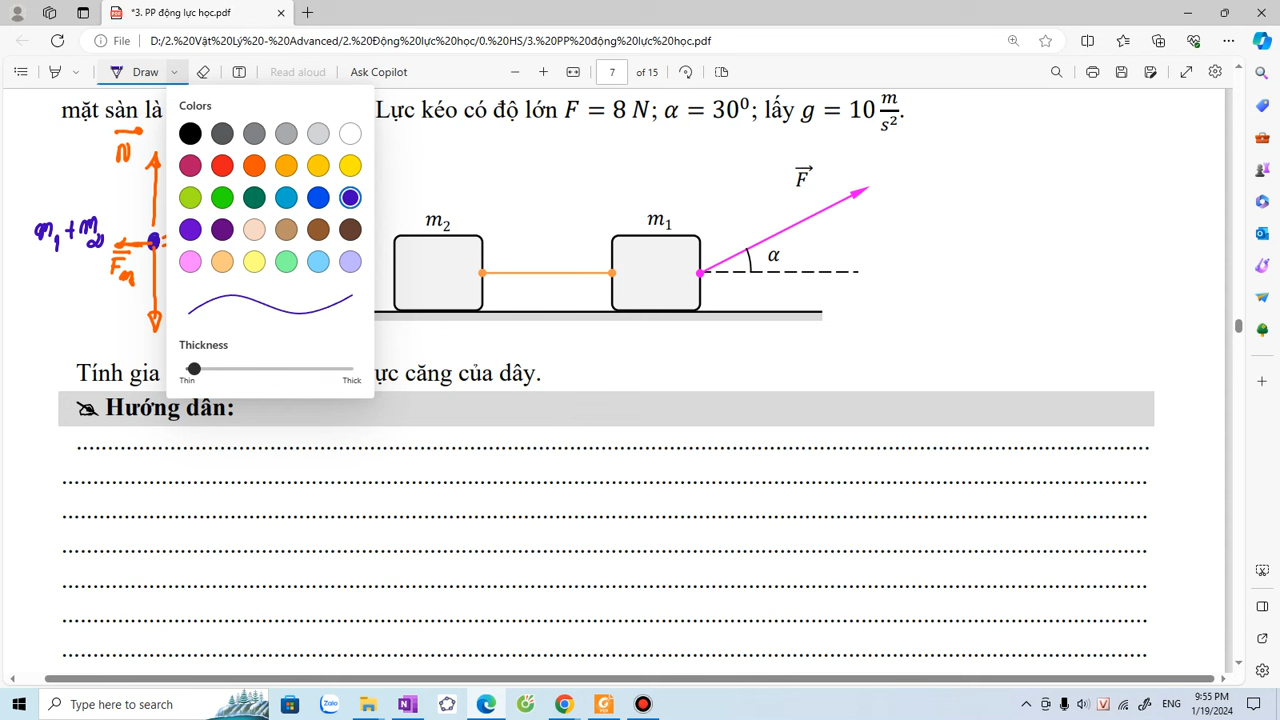 *3. PP động lực học.pdf
File
D:/2.%20Vật%20Lý%20-%20Advanced/2.%20Động%20lực%20học/0.%20HS/3.%20PP%20động%20lực%20học.pdf
Draw
Read aloud
Ask Copilot
7
of 15
mặt sàn là
Lực kéo có độ lớn F = 8 N; α = 30⁰; lấy g = 10 m/s².
Colors
Thickness
Thin
Thick
N
m₁ + m₂
F
m₂
m₁
F
α
Tính gia
ực căng của dây.
Hướng dẫn:
Type here to search
Zalo
ENG
9:55 PM
1/19/2024